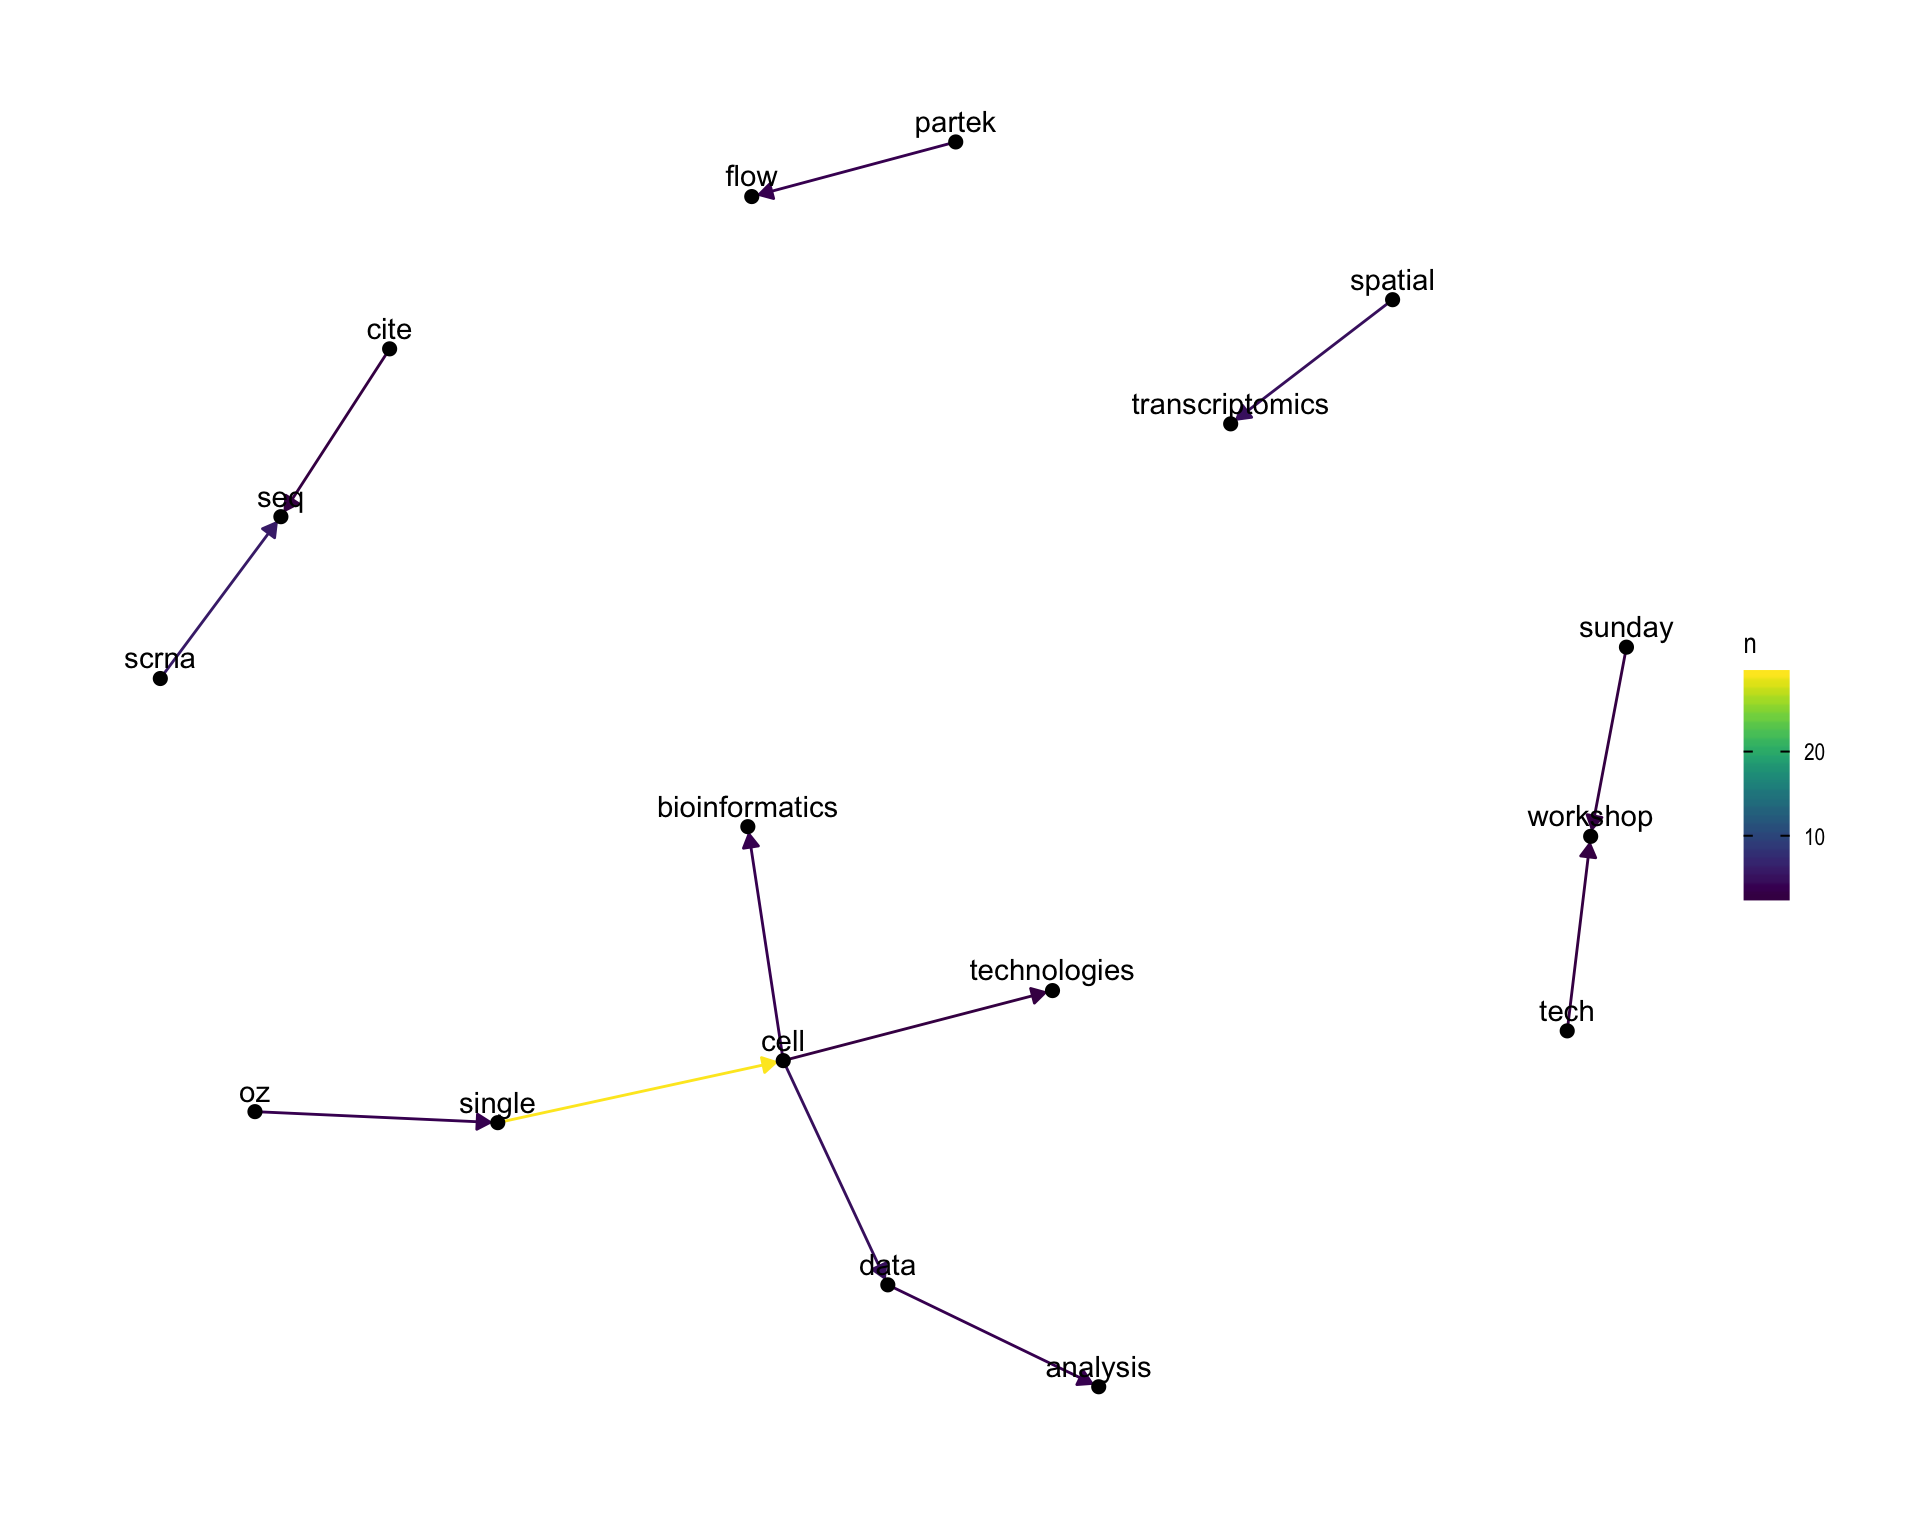 partek
flow
spatial
cite
transcriptomics
seq
sunday
n
scrna
20
bioinformatics
workshop
10
technologies
tech
cell
oz
single
data
analysis